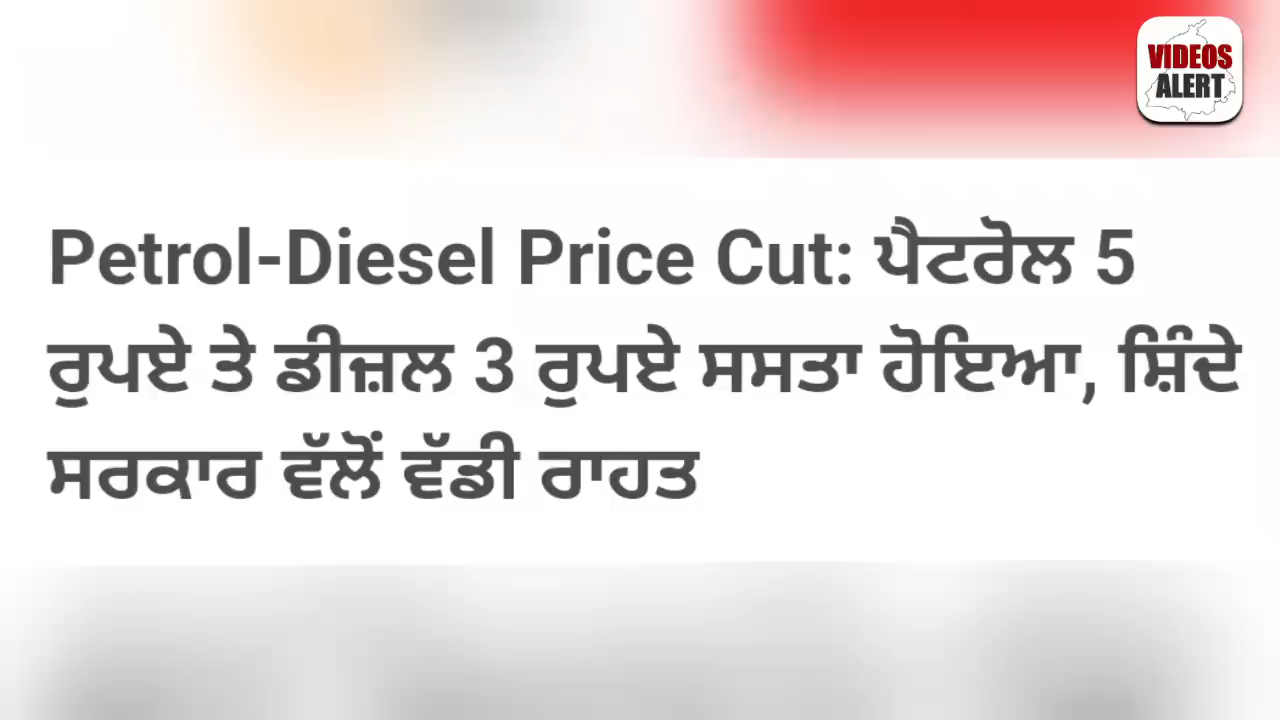 VIDEOS
ALERT
Petrol-Diesel Price Cut: ਪੈਟਰੋਲ 5
ਰੁਪਏ ਤੇ ਡੀਜ਼ਲ 3 ਰੁਪਏ ਸਸਤਾ ਹੋਇਆ, ਸ਼ਿੰਦੇ
ਸਰਕਾਰ ਵੱਲੋਂ ਵੱਡੀ ਰਾਹਤ